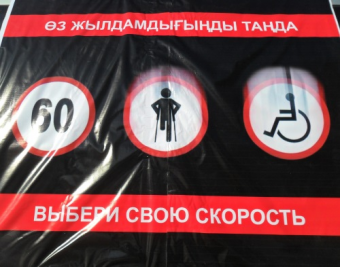 ӨЗ ЖЫЛДАМДЫҒЫҢДЫ ТАҢДА
60
ВЫБЕРИ СВОЮ СКОРОСТЬ